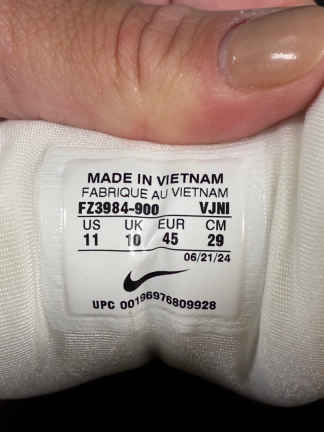 MADE IN VIETNAM
FABRIQUE AU VIETNAM
FZ3984-900 VJNI
US UK EUR CM
11 10 45 29
06/21/24
UPC 00196976809928